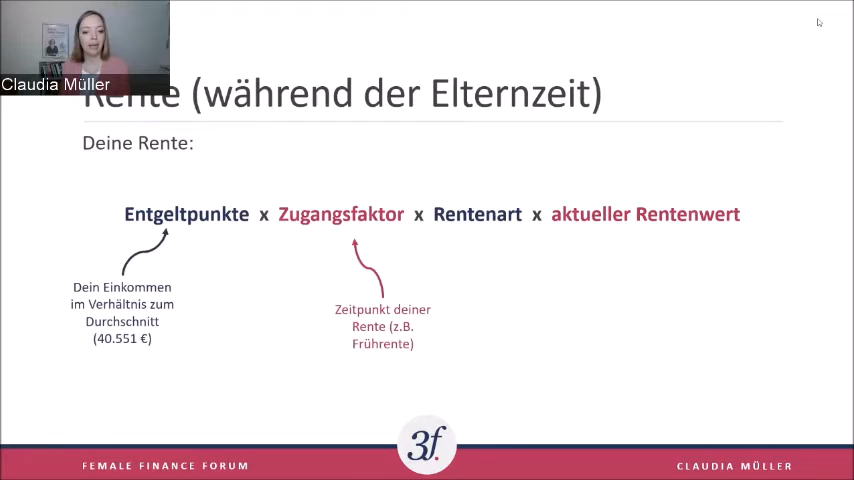 Claudia Müller
Rente (während der Elternzeit)
Deine Rente:
Entgeltpunkte x Zugangsfaktor x Rentenart x aktueller Rentenwert
Dein Einkommen
im Verhältnis zum
Durchschnitt
(40.551 €)
Zeitpunkt deiner
Rente (z.B.
Frührente)
3f.
FEMALE FINANCE FORUM
CLAUDIA MÜLLER